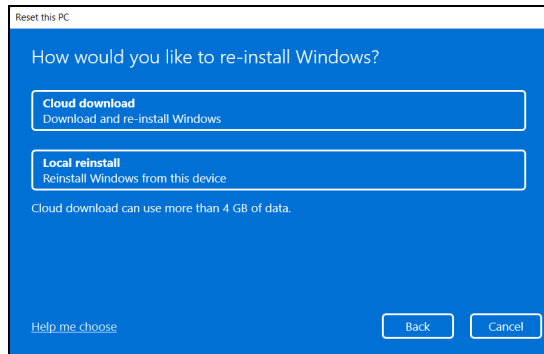 Reset this PC
How would you like to re-install Windows?
Cloud download
Download and re-install Windows
Local reinstall
Reinstall Windows from this device
Cloud download can use more than 4 GB of data.
Help me choose
Back
Cancel